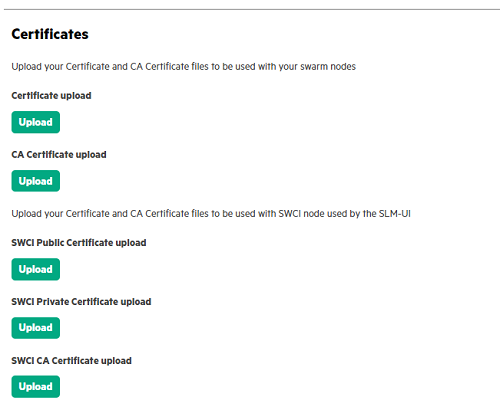 Certificates
Upload your Certificate and CA Certificate files to be used with your swarm nodes
Certificate upload
Upload
CA Certificate upload
Upload
Upload your Certificate and CA Certificate files to be used with SWCI node used by the SLM-UI
SWCI Public Certificate upload
Upload
SWCI Private Certificate upload
Upload
SWCI CA Certificate upload
Upload